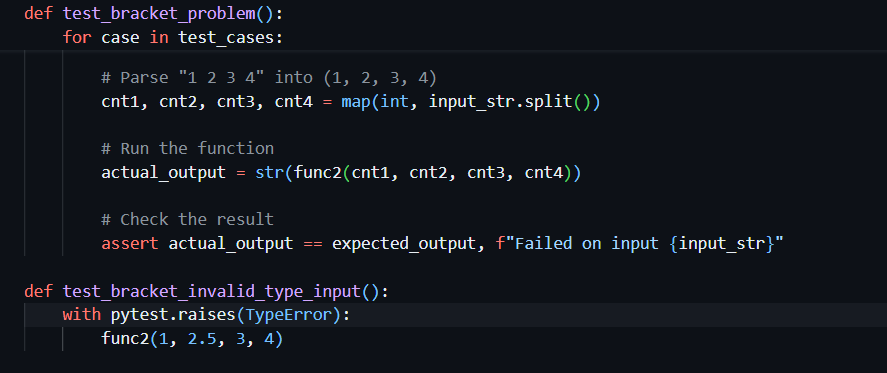 def test_bracket_problem():
    for case in test_cases:
        # Parse "1 2 3 4" into (1, 2, 3, 4)
        cnt1, cnt2, cnt3, cnt4 = map(int, input_str.split())
        # Run the function
        actual_output = str(func2(cnt1, cnt2, cnt3, cnt4))
        # Check the result
        assert actual_output == expected_output, f"Failed on input {input_str}"
def test_bracket_invalid_type_input():
    with pytest.raises(TypeError):
        func2(1, 2.5, 3, 4)